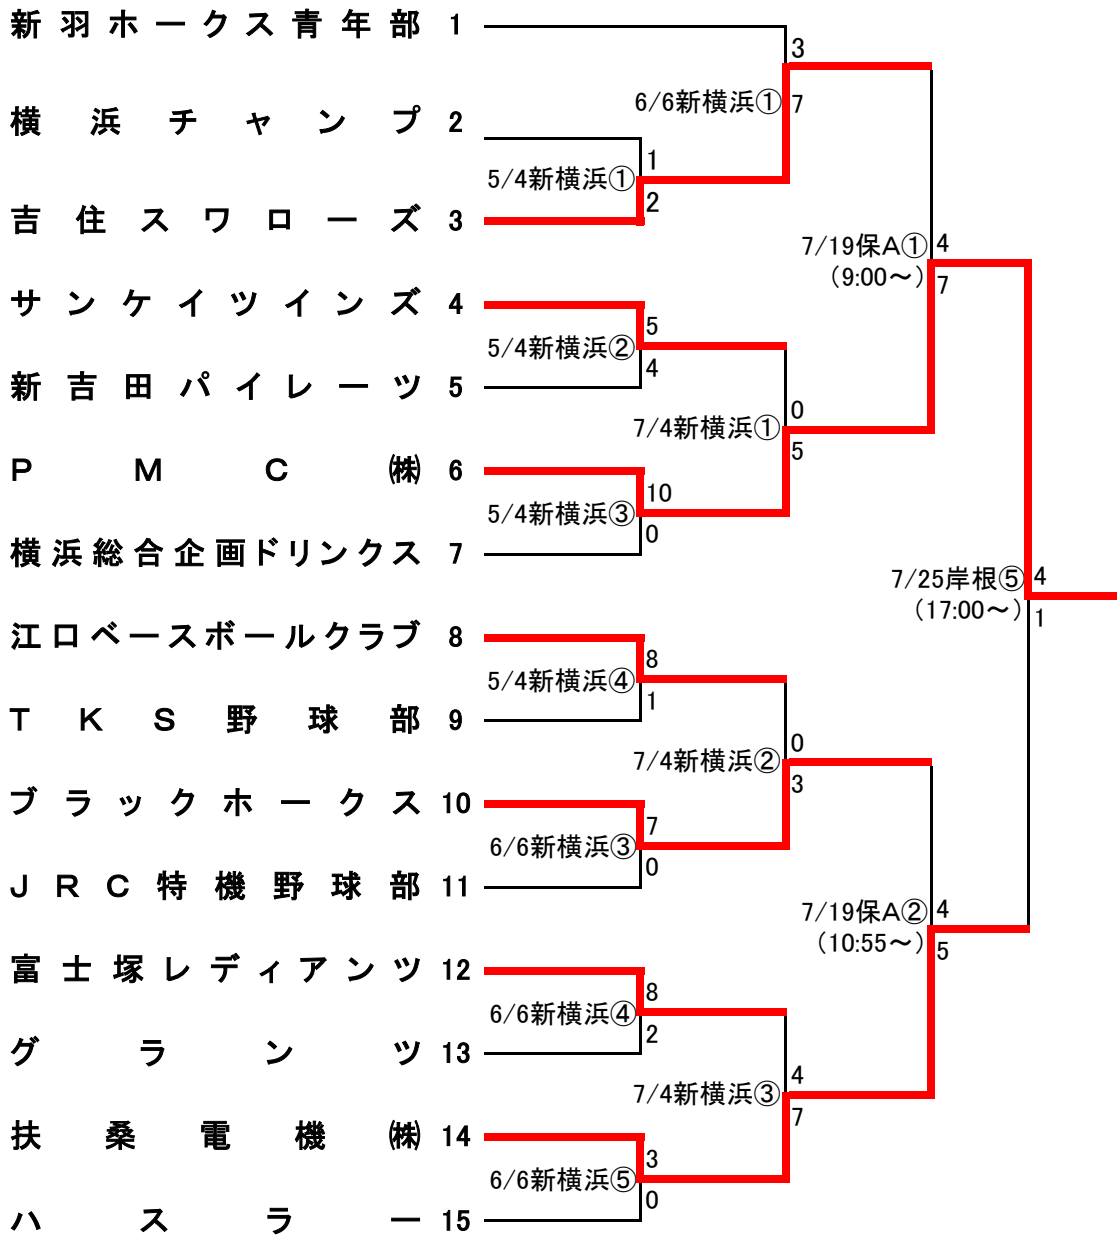 新羽ホークス青年部 1
3
6/6新横浜① 7
横浜チャンプ 2
1
5/4新横浜①
2
吉住スワローズ 3
7/19保A① 4
(9:00～) 7
サンケイツインズ 4
5
5/4新横浜②
4
新吉田パイレーツ 5
0
7/4新横浜①
5
PMC㈱ 6
10
5/4新横浜③
0
横浜総合企画ドリンクス 7
7/25岸根⑤ 4
(17:00～) 1
江口ベースボールクラブ 8
8
5/4新横浜④
1
TKS野球部 9
0
7/4新横浜②
3
ブラックホークス 10
7
6/6新横浜③
0
JRC特機野球部 11
7/19保A② 4
(10:55～) 5
富士塚レディアンツ 12
8
6/6新横浜④
2
グランツ 13
4
7/4新横浜③
7
扶桑電機㈱ 14
3
6/6新横浜⑤
0
ハスラー 15